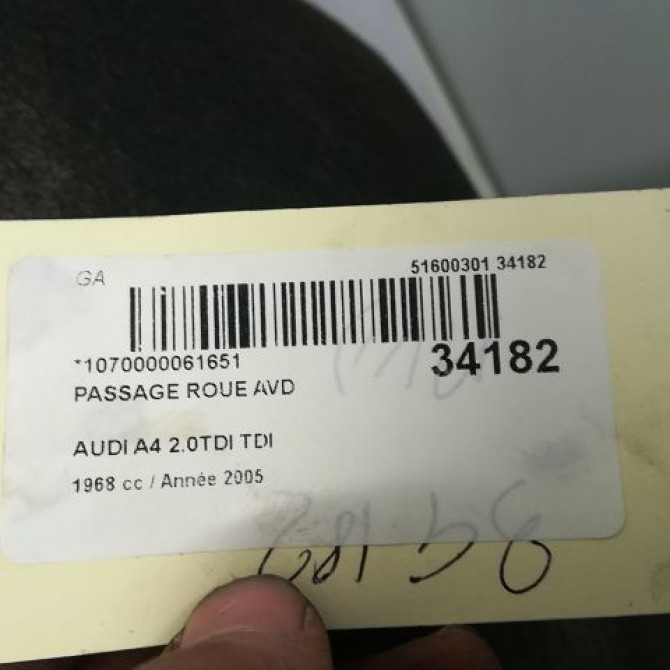 GA
51600301 34182
*1070000061651
34182
PASSAGE ROUE AVD
AUDI A4 2.0TDI TDI
1968 cc / Année 2005